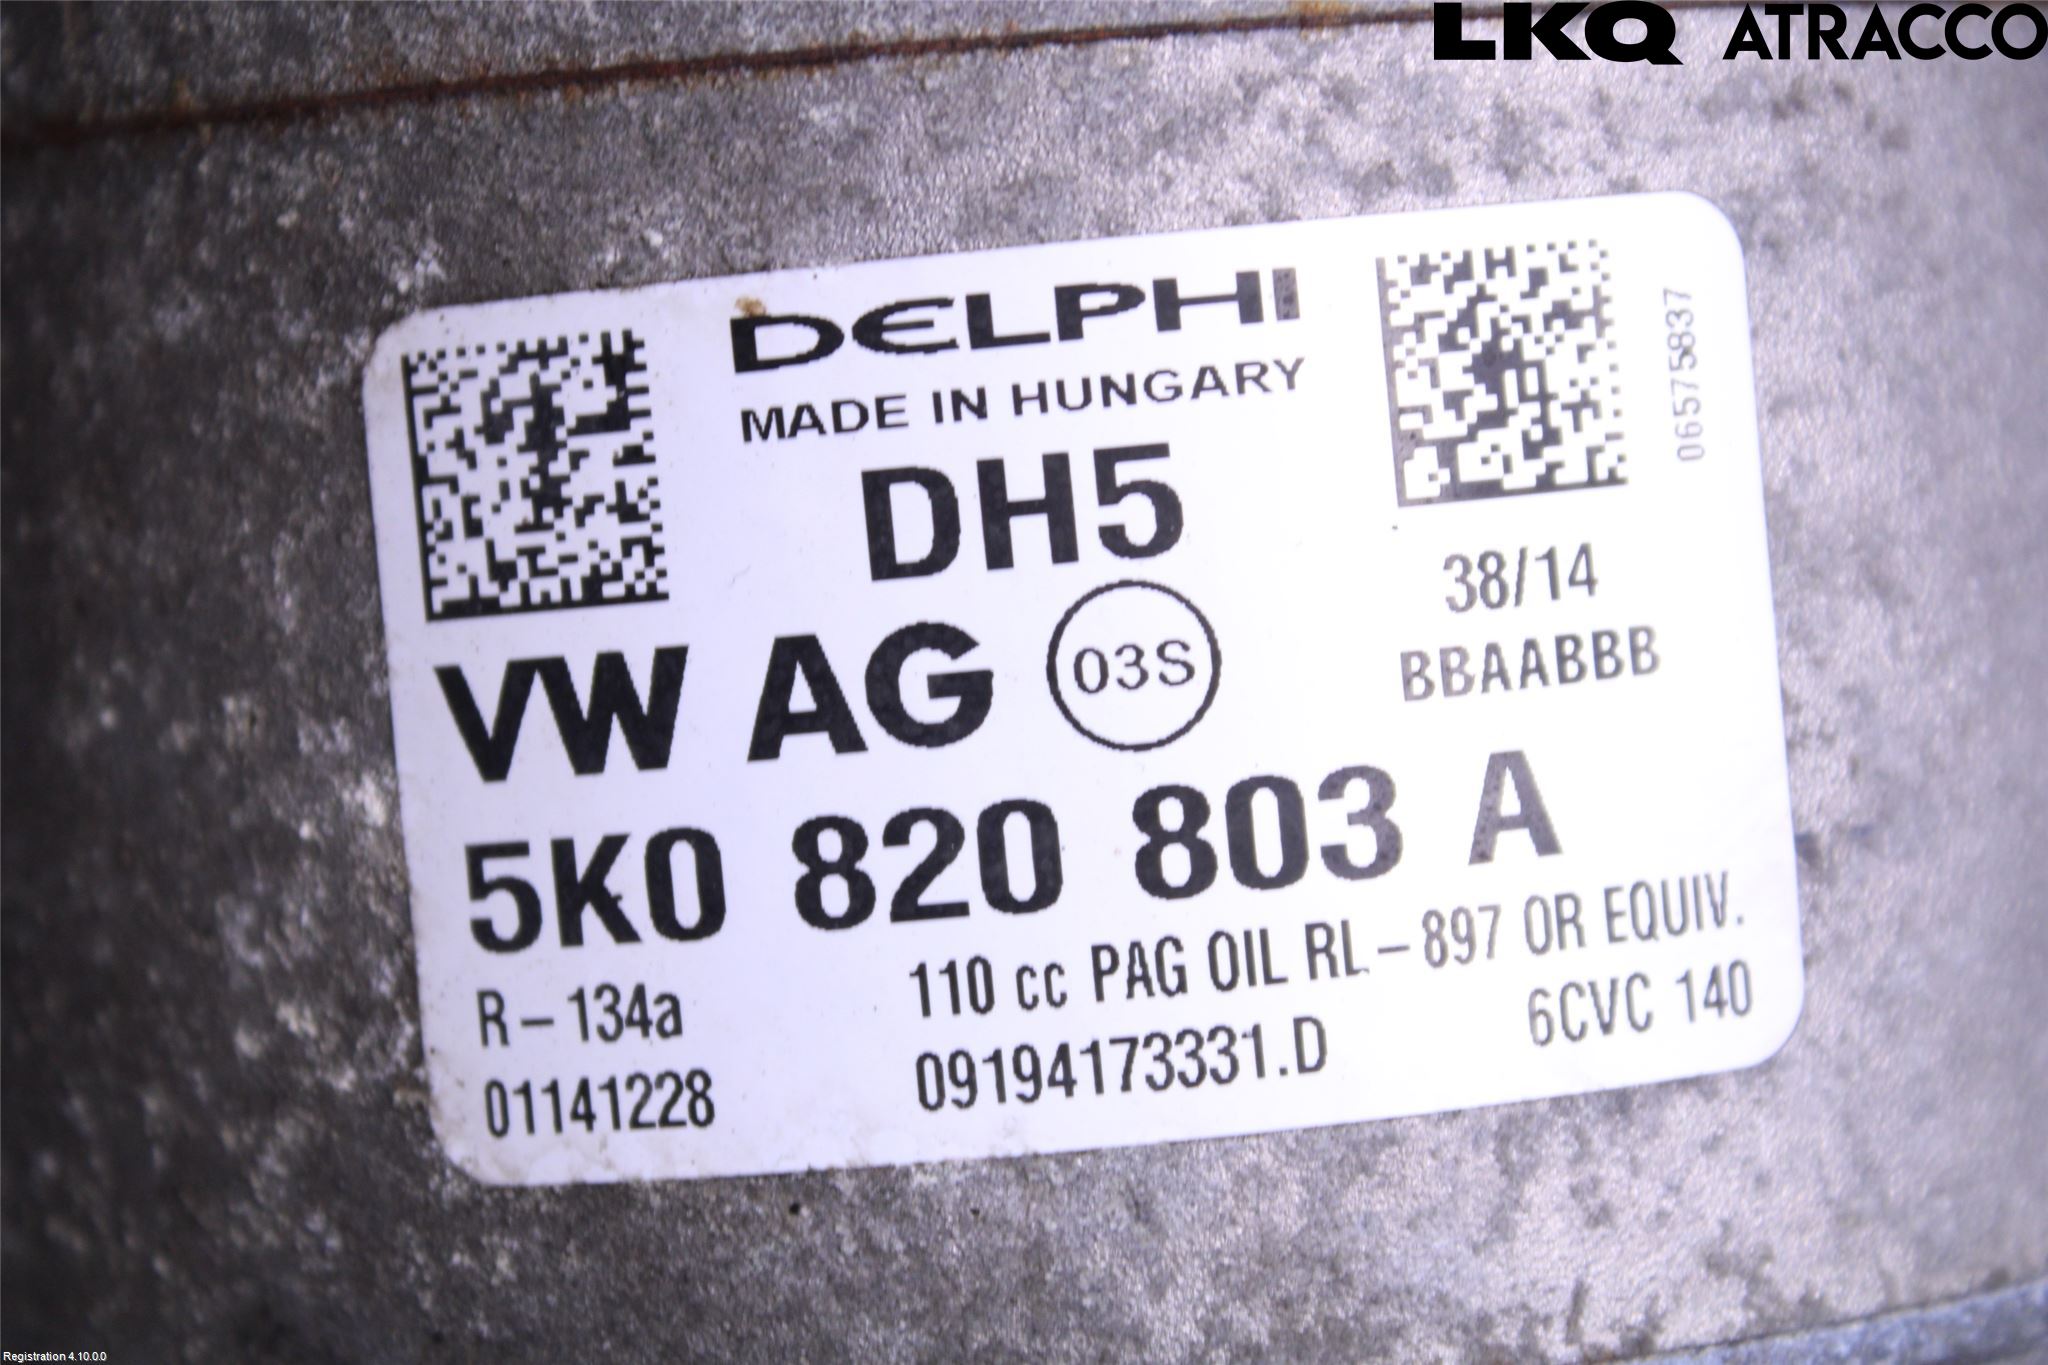 LKQ ATRACCO
DELPHI
MADE IN HUNGARY
06575837
DH5
38/14
VW AG 03S
BBAABBB
5K0 820 803 A
R-134a
110 cc PAG OIL RL-897 OR EQUIV.
01141228
09194173331.D
6CVC 140
Registration 4.10.0.0